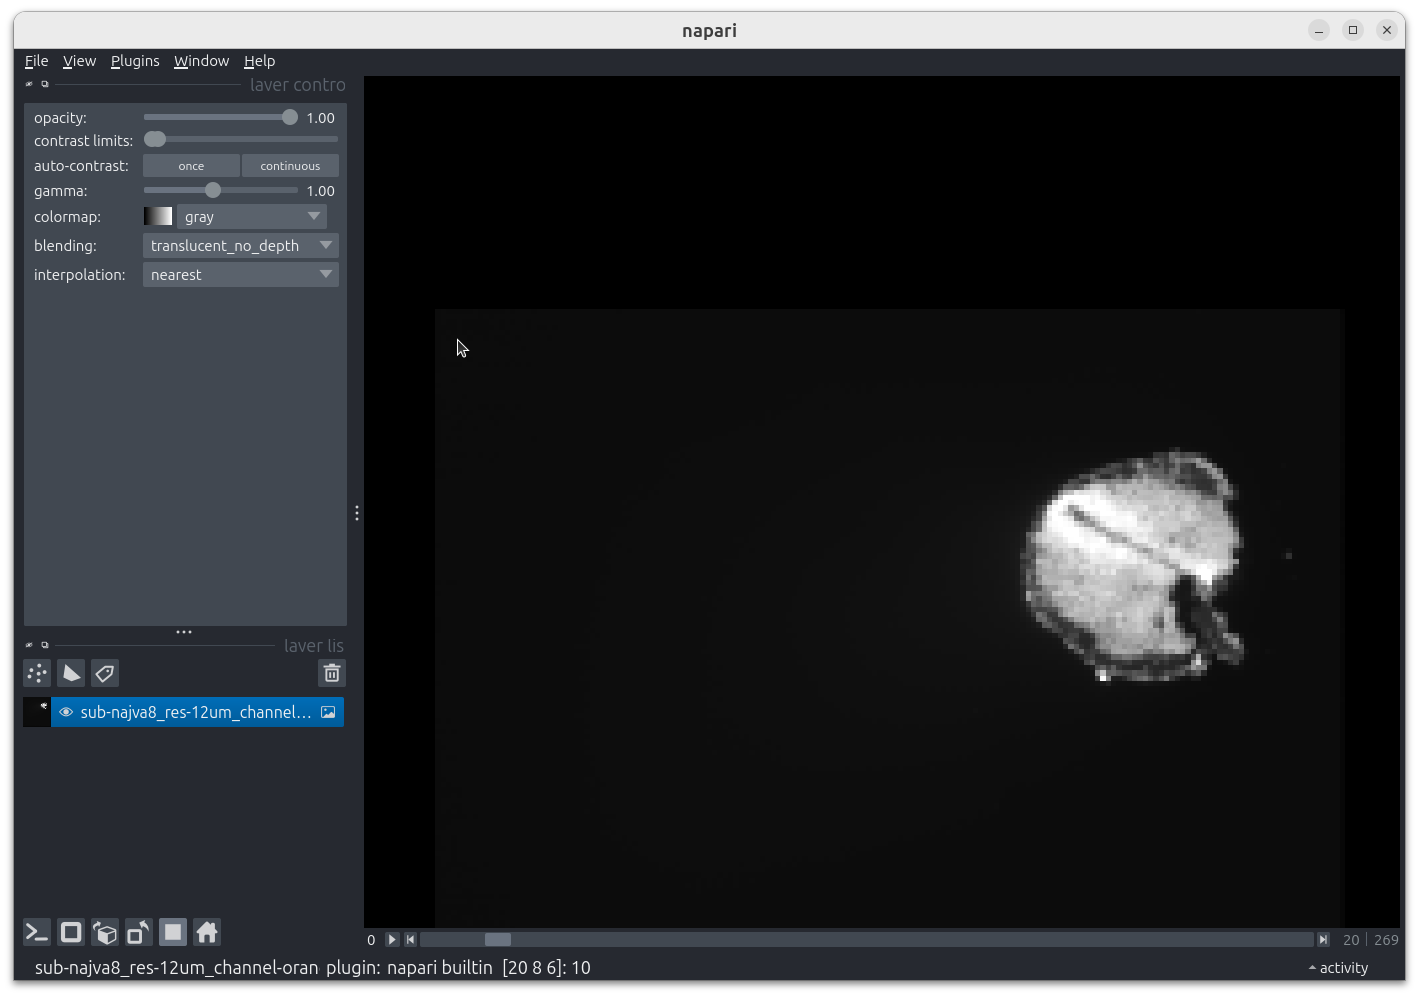 napari
File View Plugins Window Help
layer contro
opacity: 1.00
contrast limits:
auto-contrast: once continuous
gamma: 1.00
colormap: gray
blending: translucent_no_depth
interpolation: nearest
layer lis
sub-najva8_res-12um_channel...
0 20 269
sub-najva8_res-12um_channel-oran plugin: napari builtin [20 8 6]: 10
activity